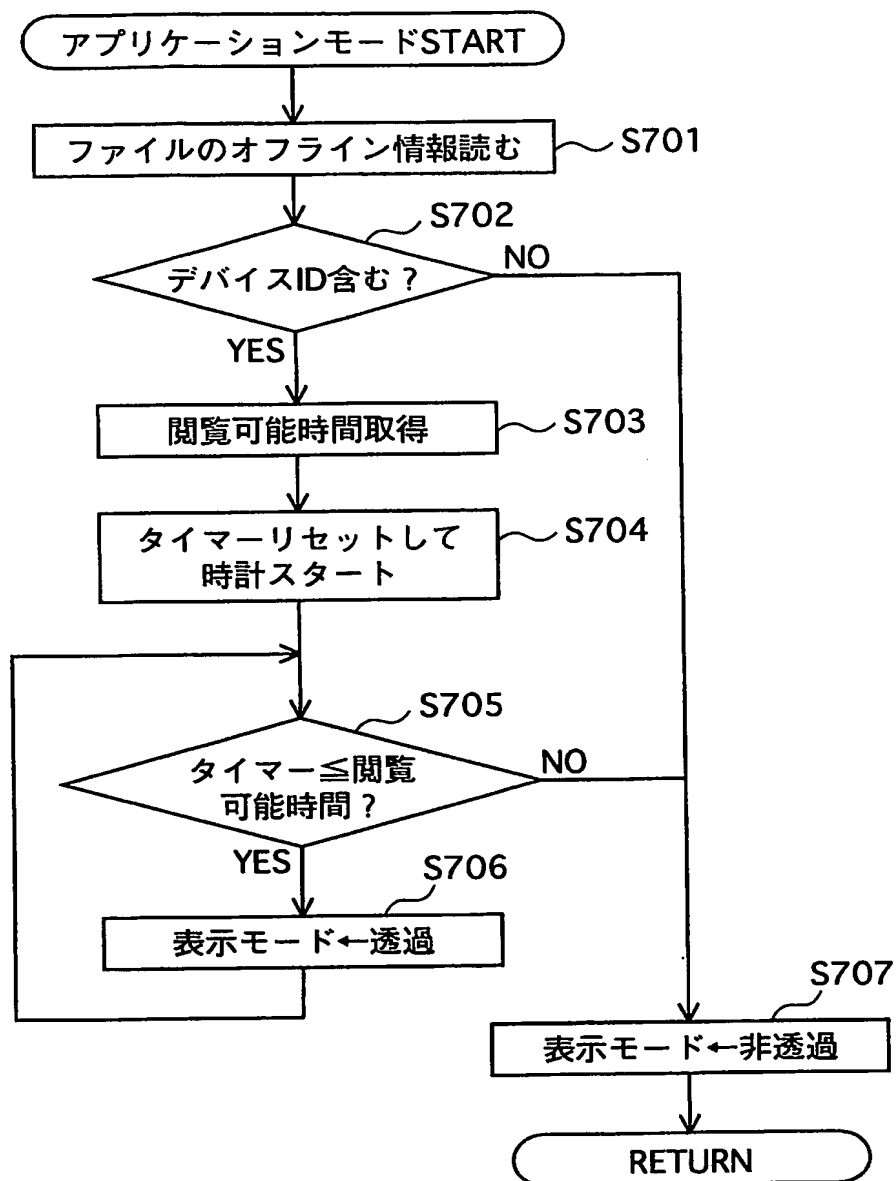 アプリケーションモードSTART
ファイルのオフライン情報読む
S701
S702
デバイスID含む？
NO
YES
閲覧可能時間取得
S703
タイマーリセットして
時計スタート
S704
S705
タイマー≦閲覧
可能時間？
NO
YES
S706
表示モード←透過
S707
表示モード←非透過
RETURN